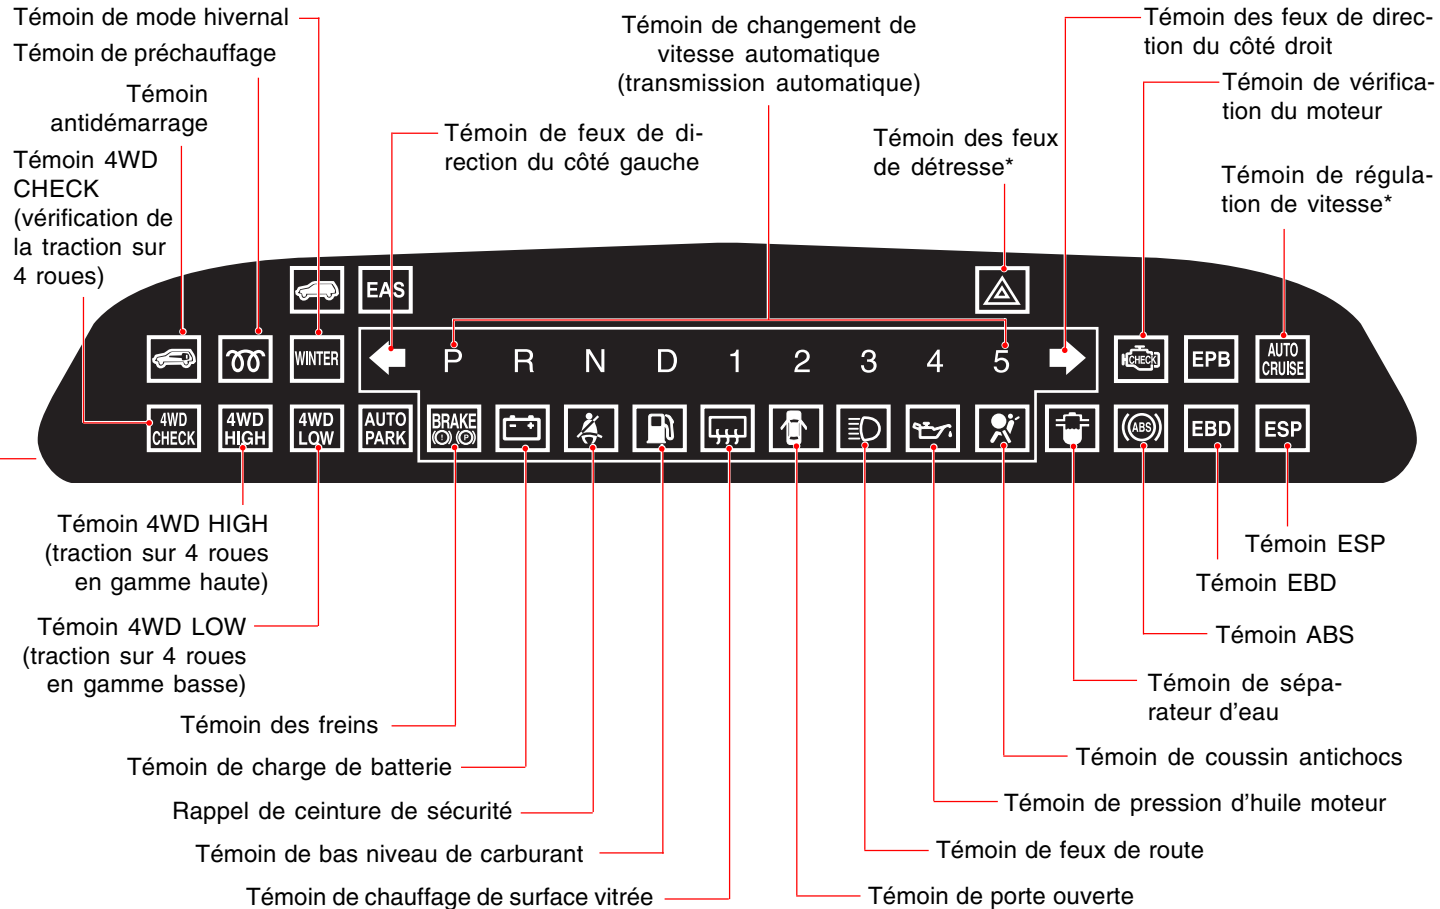 Témoin de mode hivernal
Témoin de préchauffage
Témoin
antidémarrage
Témoin 4WD
CHECK
(vérification de
la traction sur
4 roues)
Témoin de feux de di-
rection du côté gauche
Témoin de changement de
vitesse automatique
(transmission automatique)
Témoin des feux
de détresse*
Témoin des feux de direc-
tion du côté droit
Témoin de vérifica-
tion du moteur
Témoin de régula-
tion de vitesse*
EAS
WINTER
P R N D 1 2 3 4 5
CHECK
EPB
AUTO
CRUISE
4WD
CHECK
4WD
HIGH
4WD
LOW
AUTO
PARK
BRAKE
(!) (P)
(ABS)
EBD
ESP
Témoin 4WD HIGH
(traction sur 4 roues
en gamme haute)
Témoin 4WD LOW
(traction sur 4 roues
en gamme basse)
Témoin des freins
Témoin de charge de batterie
Rappel de ceinture de sécurité
Témoin de bas niveau de carburant
Témoin de chauffage de surface vitrée
Témoin ESP
Témoin EBD
Témoin ABS
Témoin de sépa-
rateur d'eau
Témoin de coussin antichocs
Témoin de pression d'huile moteur
Témoin de feux de route
Témoin de porte ouverte